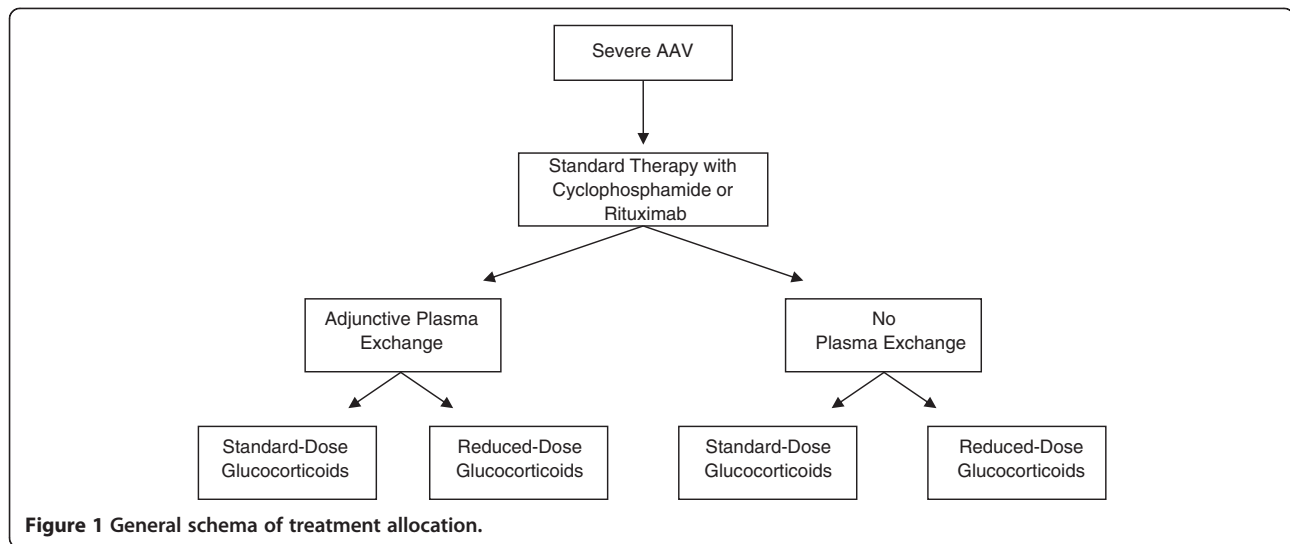 Severe AAV
Standard Therapy with
Cyclophosphamide or
Rituximab
Adjunctive Plasma
Exchange
No
Plasma Exchange
Standard-Dose
Glucocorticoids
Reduced-Dose
Glucocorticoids
Standard-Dose
Glucocorticoids
Reduced-Dose
Glucocorticoids
Figure 1 General schema of treatment allocation.